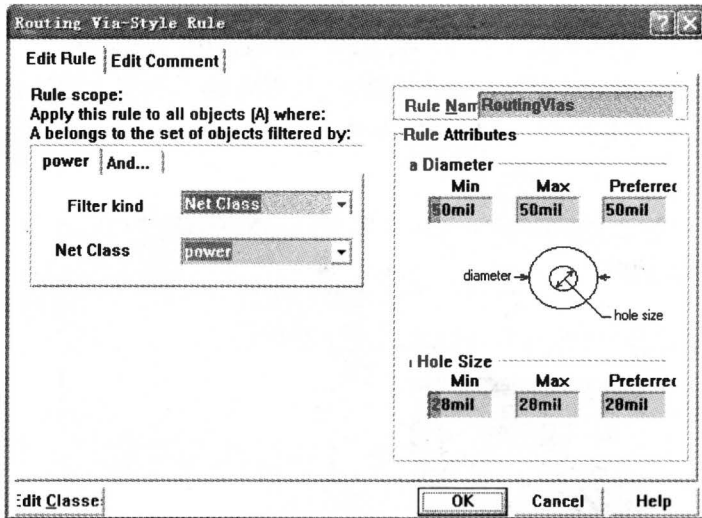 Routing Via-Style Rule
Edit Rule Edit Comment
Rule scope:
Apply this rule to all objects (A) where:
A belongs to the set of objects filtered by:
power And...
Filter kind Net Class
Net Class power
Rule Nam RoutingVias
Rule Attributes
a Diameter
Min Max Preferrec
50mil 50mil 50mil
diameter
hole size
Hole Size
Min Max Preferrec
28mil 28mil 28mil
Edit Classe
OK Cancel Help